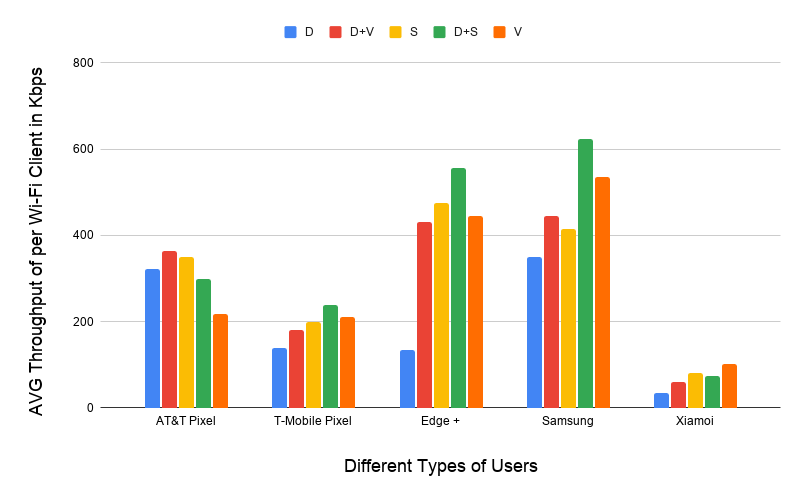 D D+V S D+S V
AVG Throughput of per Wi-Fi Client in Kbps
800
600
400
200
0
AT&T Pixel T-Mobile Pixel Edge + Samsung Xiamoi
Different Types of Users